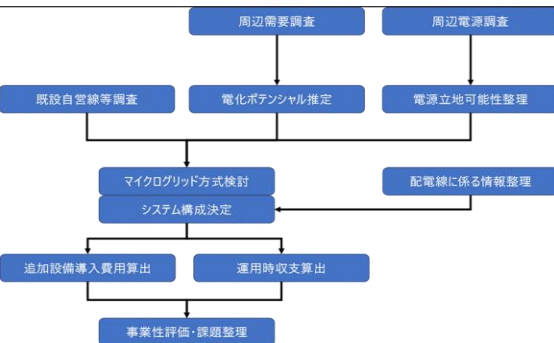 周辺需要調査
周辺電源調査
既設自営線等調査
電化ポテンシャル推定
電源立地可能性整理
マイクログリッド方式検討
配電線に係る情報整理
システム構成決定
追加設備導入費用算出
運用時収支算出
事業性評価・課題整理